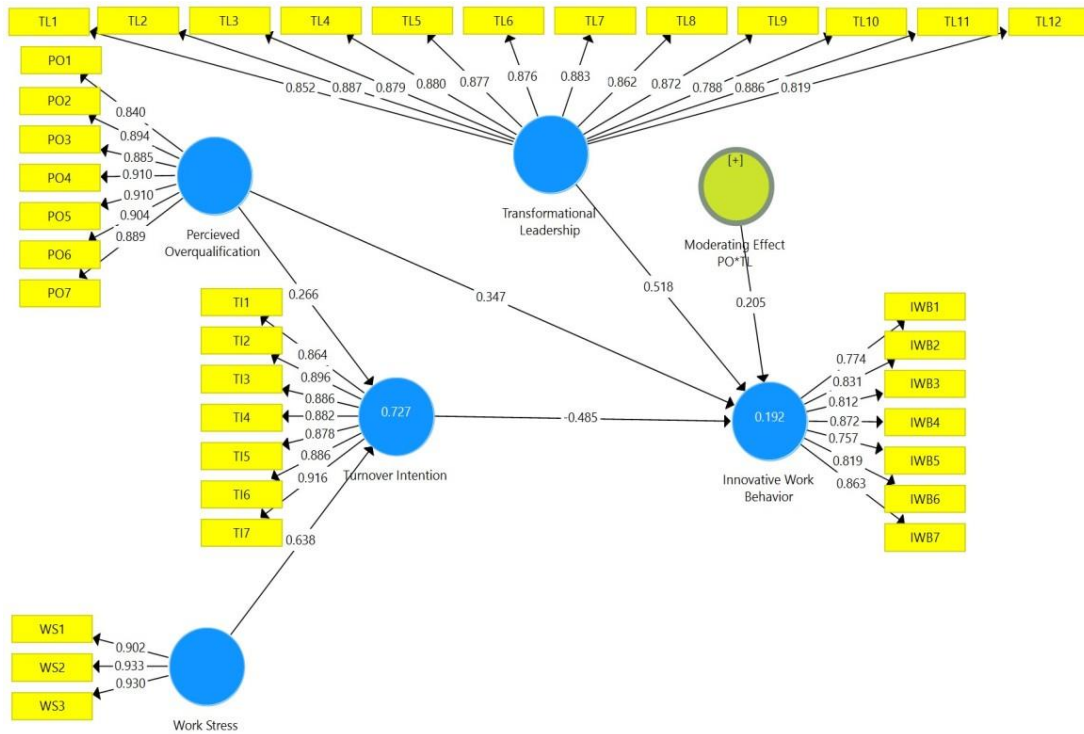 TL1 TL2 TL3 TL4 TL5 TL6 TL7 TL8 TL9 TL10 TL11 TL12
0.852 0.887 0.879 0.880 0.877 0.876 0.883 0.862 0.872 0.788 0.886 0.819
PO1
PO2
PO3
PO4
PO5
PO6
PO7
0.840
0.894
0.885
0.910
0.910
0.904
0.889
Percieved
Overqualification
Transformational
Leadership
[+]
Moderating Effect
PO*TL
0.266
0.347
0.518
0.205
TI1
TI2
TI3
TI4
TI5
TI6
TI7
0.864
0.896
0.886
0.882
0.878
0.886
0.916
0.727
Turnover Intention
-0.485
0.192
Innovative Work
Behavior
0.774
0.831
0.812
0.872
0.757
0.819
0.863
IWB1
IWB2
IWB3
IWB4
IWB5
IWB6
IWB7
0.638
WS1
WS2
WS3
0.902
0.933
0.930
Work Stress